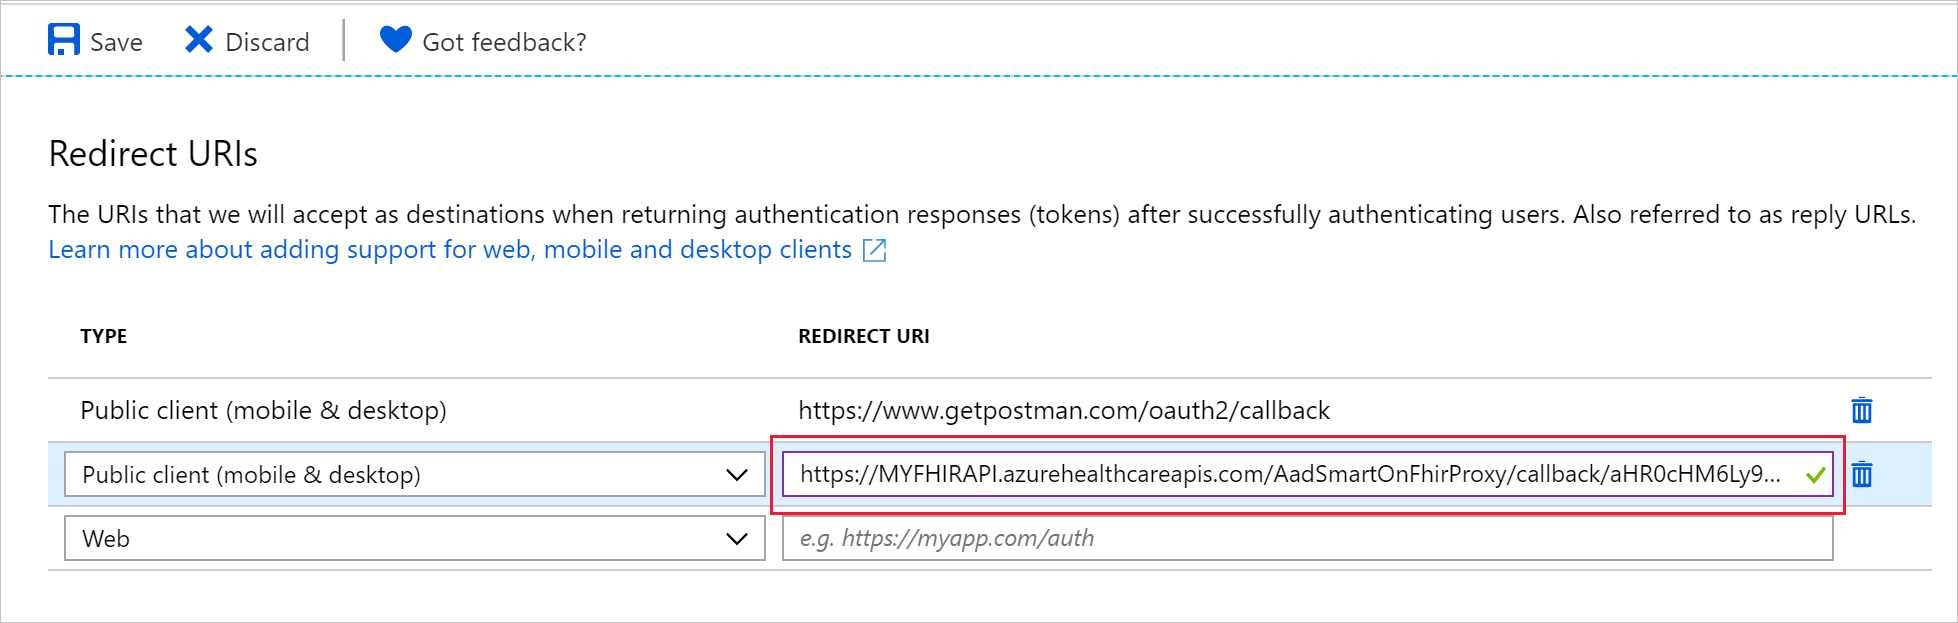 Save Discard Got feedback?
Redirect URIs
The URIs that we will accept as destinations when returning authentication responses (tokens) after successfully authenticating users. Also referred to as reply URLs.
Learn more about adding support for web, mobile and desktop clients
TYPE REDIRECT URI
Public client (mobile & desktop) https://www.getpostman.com/oauth2/callback
Public client (mobile & desktop) https://MYFHIRAPI.azurehealthcareapis.com/AadSmartOnFhirProxy/callback/aHR0cHM6Ly9...
Web e.g. https://myapp.com/auth